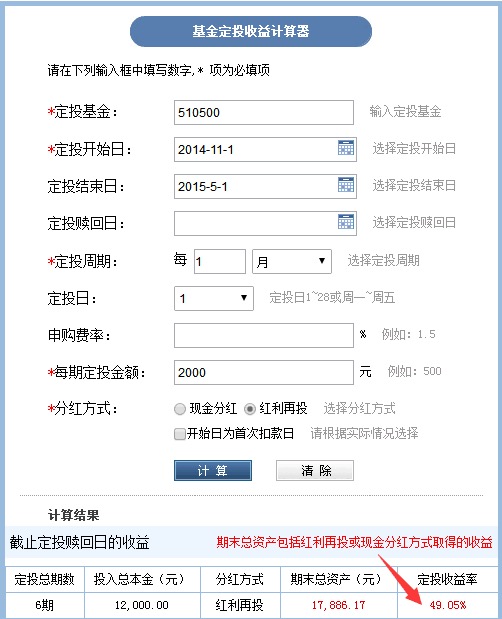 基金定投收益计算器
请在下列输入框中填写数字,* 项为必填项
*定投基金： 510500 输入定投基金
*定投开始日： 2014-11-1 选择定投开始日
定投结束日： 2015-5-1 选择定投结束日
定投赎回日： 选择定投赎回日
*定投周期： 每 1 月 选择定投周期
定投日： 1 定投日1~28或周一~周五
申购费率： % 例如：1.5
*每期定投金额： 2000 元 例如：500
*分红方式： 现金分红 红利再投 选择分红方式
开始日为首次扣款日 请根据实际情况选择
计 算 清 除
计算结果
截止定投赎回日的收益 期末总资产包括红利再投或现金分红方式取得的收益
定投总期数 投入总本金（元） 分红方式 期末总资产（元） 定投收益率
6期 12,000.00 红利再投 17,886.17 49.05%